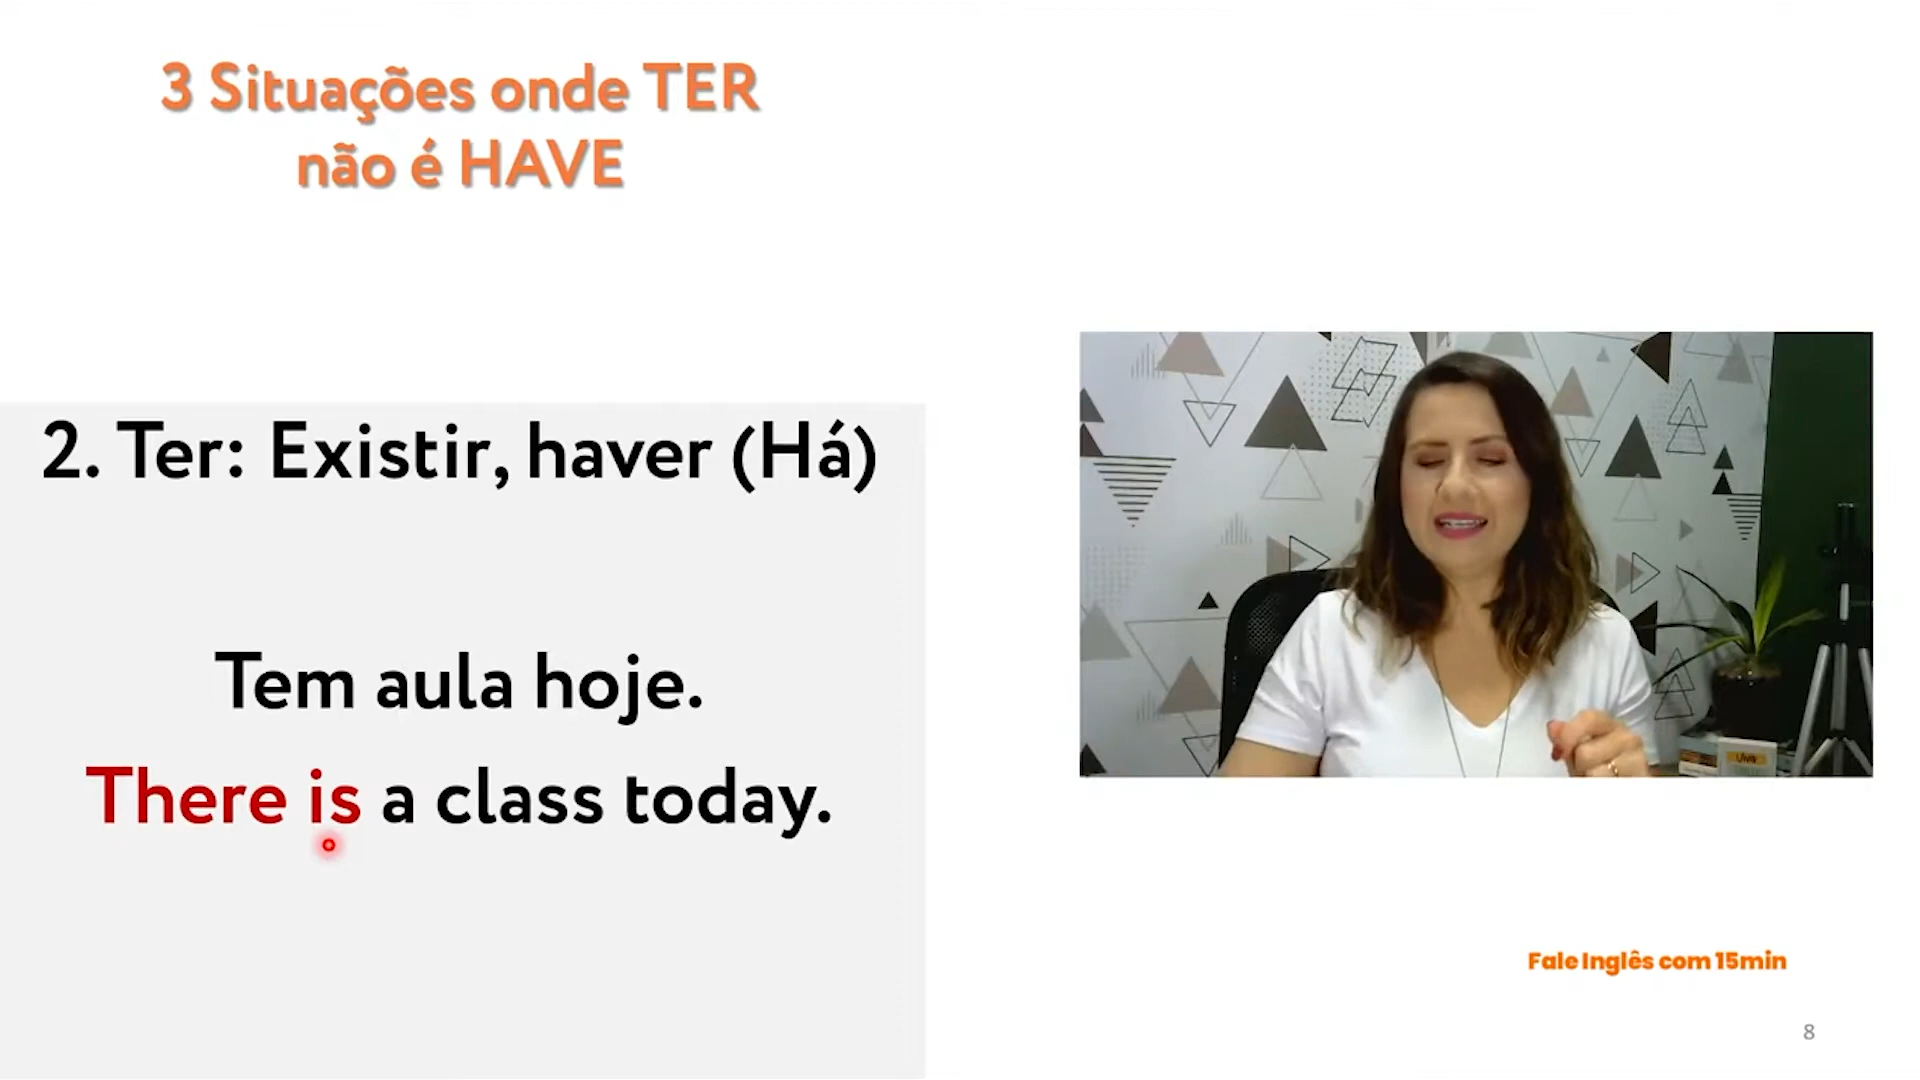 3 Situações onde TER
não é HAVE
2. Ter: Existir, haver (Há)
Tem aula hoje.
There is a class today.
Viva
Fale Inglês com 15min
8